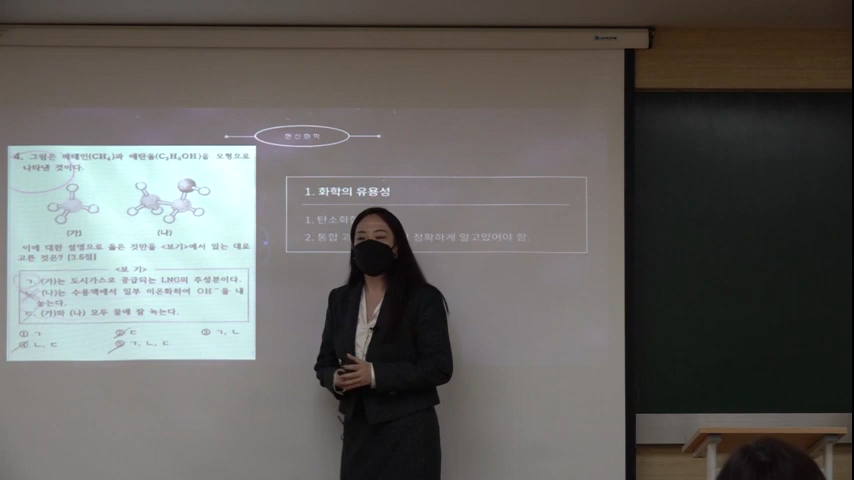 4. 그림은 메테인(CH₄)과 에탄올(C₂H₅OH)을 모형으로
나타낸 것이다.
(가) (나)
이에 대한 설명으로 옳은 것만을 <보기>에서 있는 대로
고른 것은? [3.6점]
<보 기>
ㄱ. (가)는 도시가스로 공급되는 LNG의 주성분이다.
ㄴ. (나)는 수용액에서 일부 이온화하여 OH⁻을 내
놓는다.
ㄷ. (가)와 (나) 모두 물에 잘 녹는다.
① ㄱ ② ㄷ ③ ㄱ, ㄴ
④ ㄴ, ㄷ ⑤ ㄱ, ㄴ, ㄷ
1. 화학의 유용성
1. 탄소화합
2. 통합 정확하게 알고있어야 함.